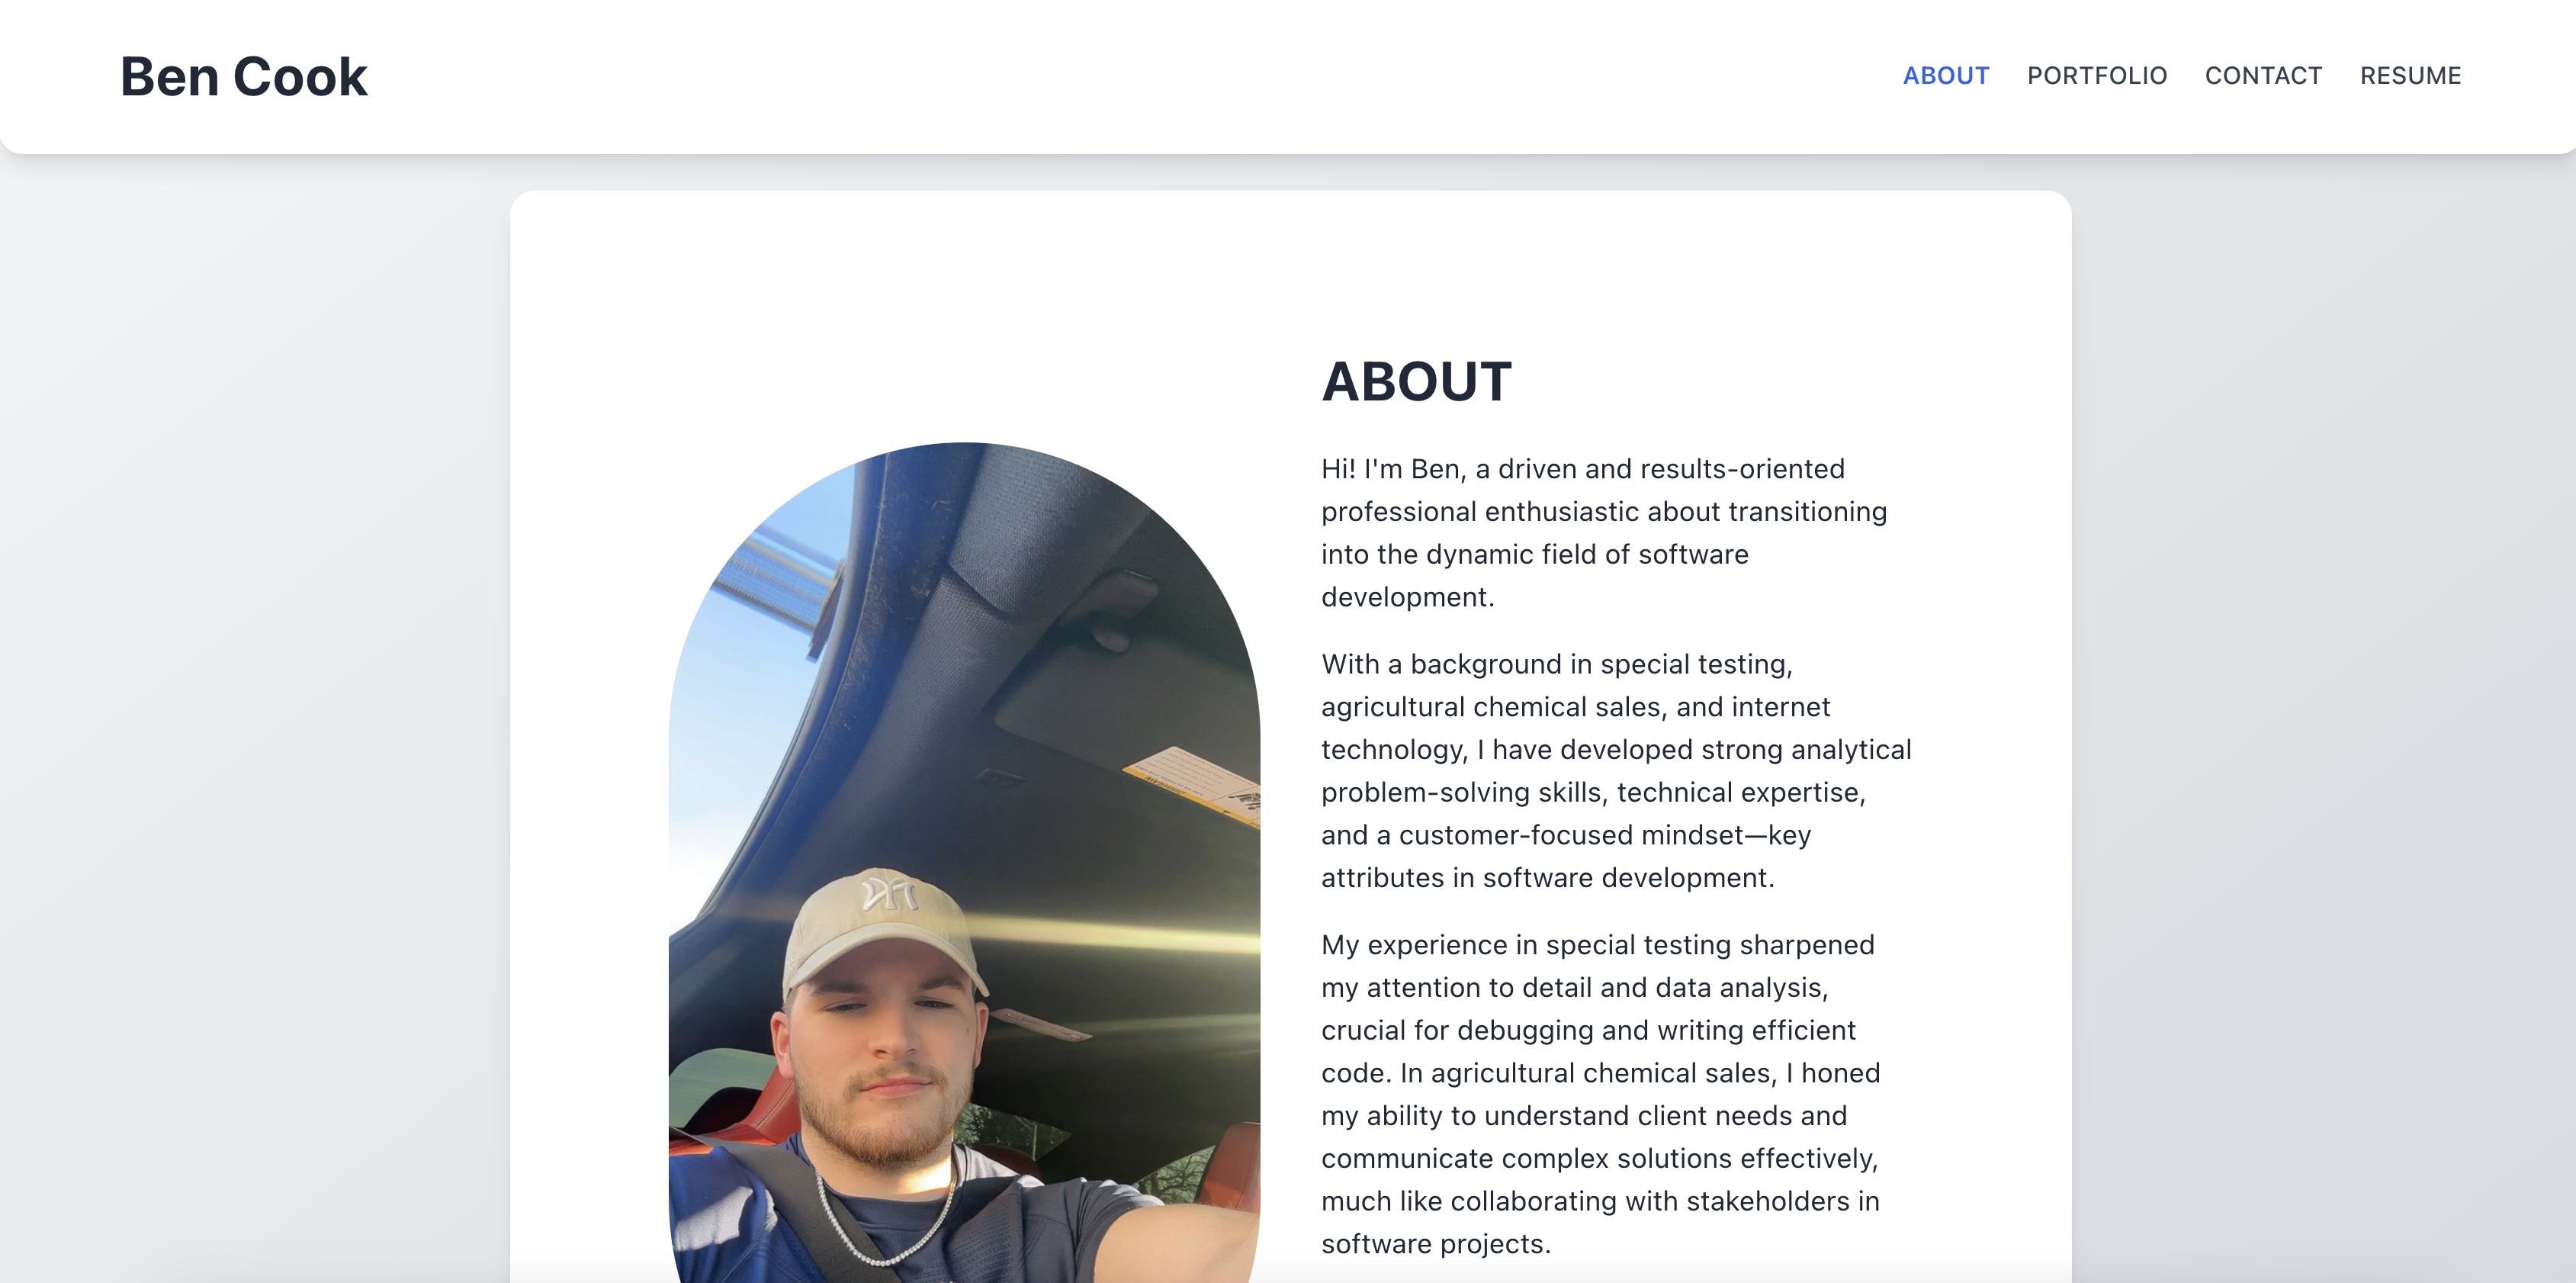 Ben Cook
ABOUT
PORTFOLIO
CONTACT
RESUME
ABOUT
Hi! I'm Ben, a driven and results-oriented
professional enthusiastic about transitioning
into the dynamic field of software
development.
With a background in special testing,
agricultural chemical sales, and internet
technology, I have developed strong analytical
problem-solving skills, technical expertise,
and a customer-focused mindset—key
attributes in software development.
My experience in special testing sharpened
my attention to detail and data analysis,
crucial for debugging and writing efficient
code. In agricultural chemical sales, I honed
my ability to understand client needs and
communicate complex solutions effectively,
much like collaborating with stakeholders in
software projects.